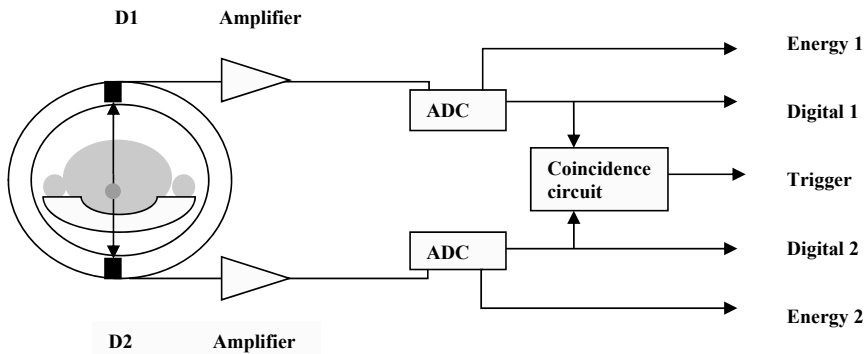 D1
Amplifier
Energy 1
ADC
Digital 1
Coincidence
circuit
Trigger
ADC
Digital 2
Energy 2
D2
Amplifier